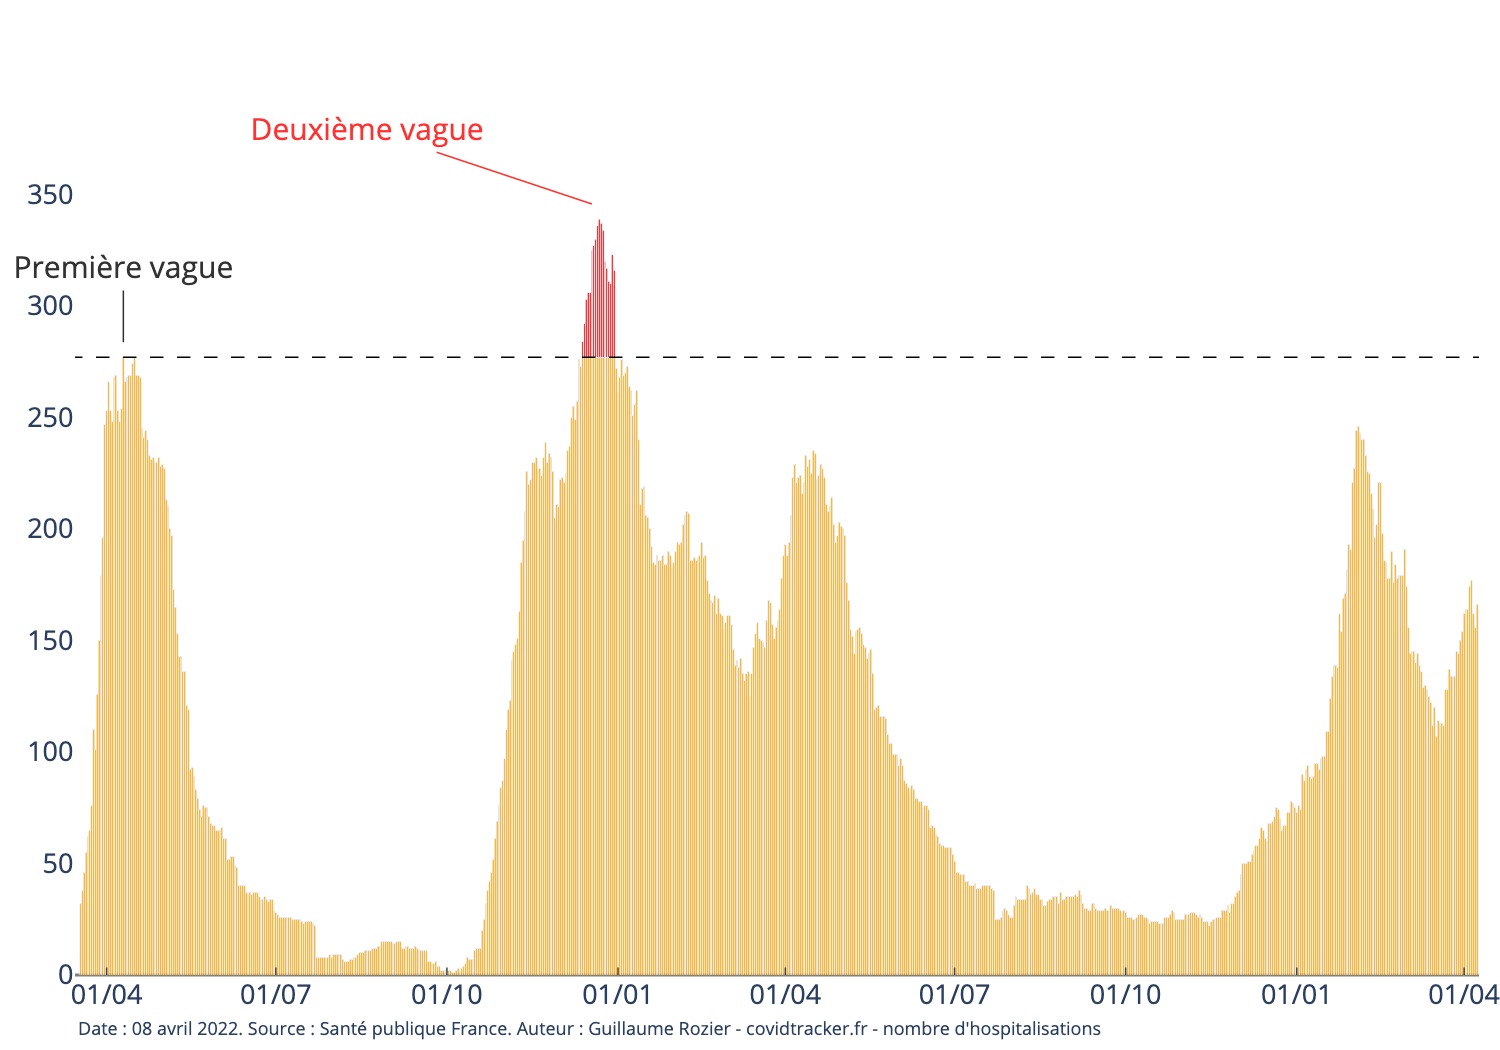 Deuxième vague
350
Première vague
300
250
200
150
100
50
0
01/04 01/07 01/10 01/01 01/04 01/07 01/10 01/01 01/04
Date : 08 avril 2022. Source : Santé publique France. Auteur : Guillaume Rozier - covidtracker.fr - nombre d'hospitalisations